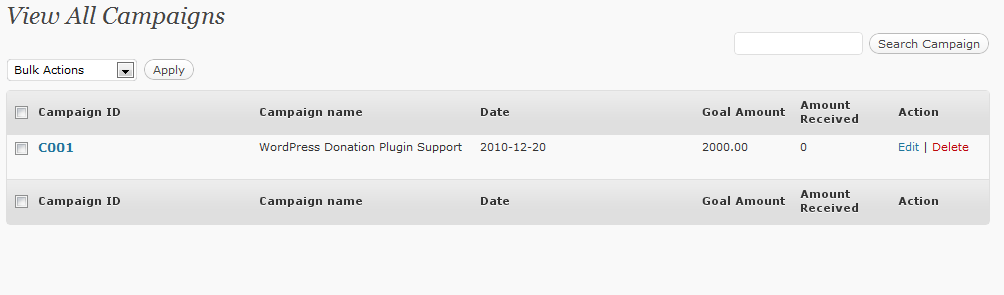 View All Campaigns
Search Campaign
Bulk Actions Apply
Campaign ID Campaign name Date Goal Amount Amount Received Action
C001 WordPress Donation Plugin Support 2010-12-20 2000.00 0 Edit | Delete
Campaign ID Campaign name Date Goal Amount Amount Received Action